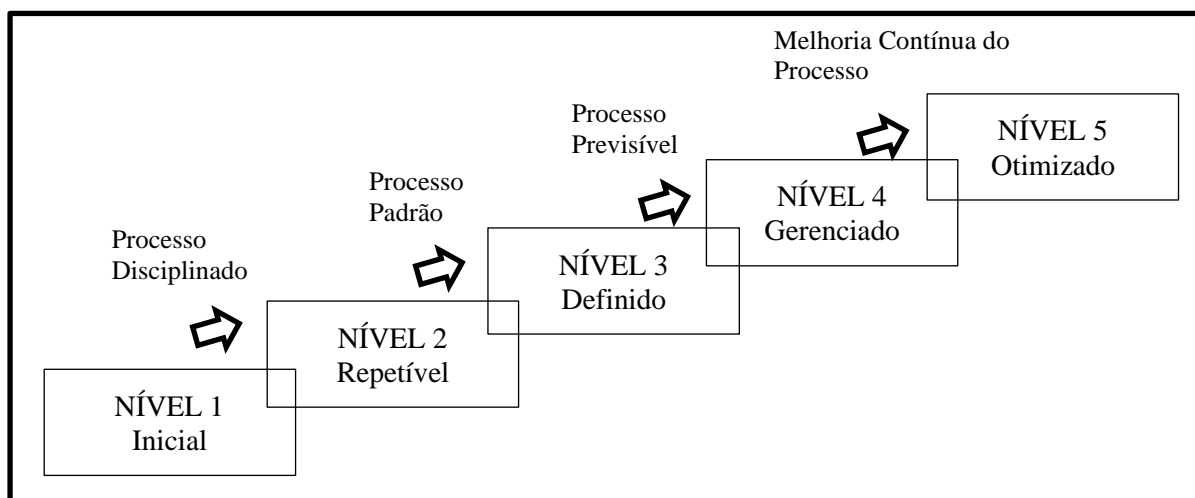 Melhoria Contínua do
Processo
NÍVEL 5
Otimizado
Processo
Previsível
NÍVEL 4
Gerenciado
Processo
Padrão
NÍVEL 3
Definido
Processo
Disciplinado
NÍVEL 2
Repetível
NÍVEL 1
Inicial